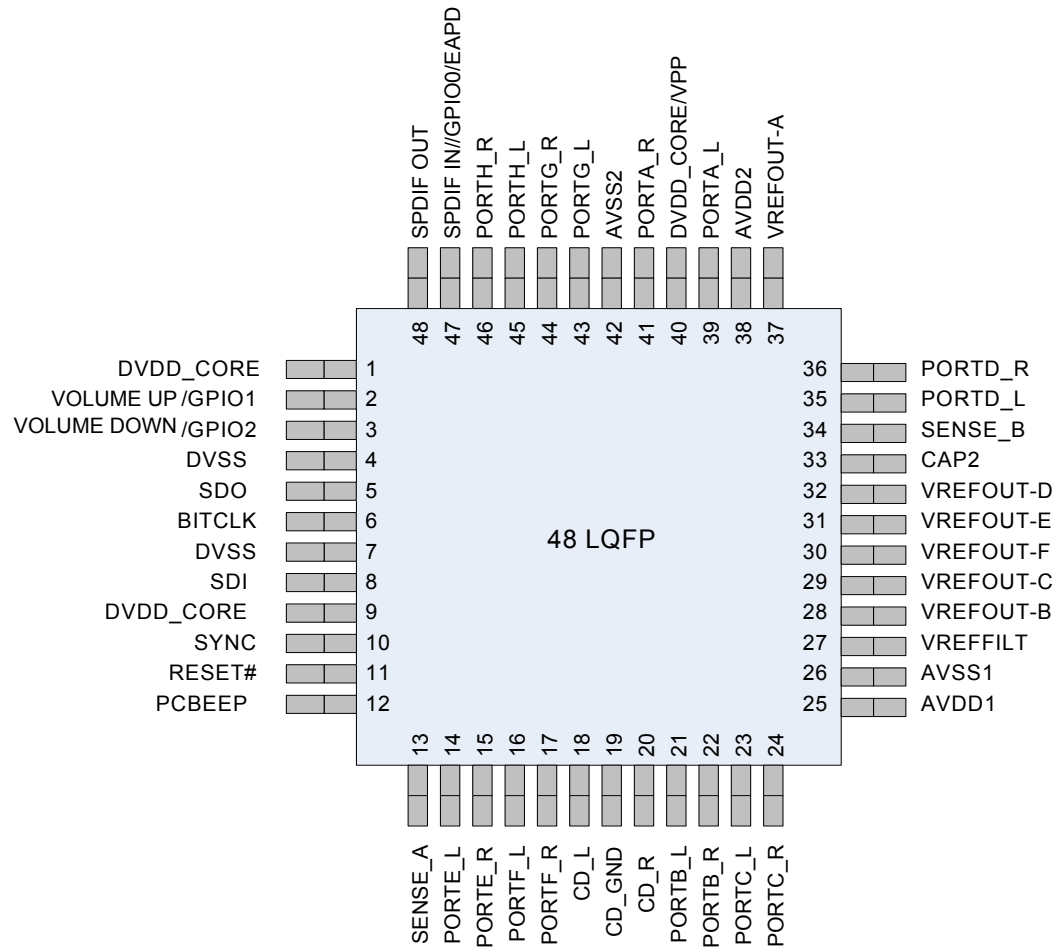 SPDIF OUT
SPDIF IN//GPIO0/EAPD
PORTH_R
PORTH_L
PORTG_R
PORTG_L
AVSS2
PORTA_R
DVDD_CORE/VPP
PORTA_L
AVDD2
VREFOUT-A
48
47
46
45
44
43
42
41
40
39
38
37
DVDD_CORE 1
VOLUME UP/GPIO1 2
VOLUME DOWN/GPIO2 3
DVSS 4
SDO 5
BITCLK 6
DVSS 7
SDI 8
DVDD_CORE 9
SYNC 10
RESET# 11
PCBEEP 12
48 LQFP
36 PORTD_R
35 PORTD_L
34 SENSE_B
33 CAP2
32 VREFOUT-D
31 VREFOUT-E
30 VREFOUT-F
29 VREFOUT-C
28 VREFOUT-B
27 VREFFILT
26 AVSS1
25 AVDD1
13
14
15
16
17
18
19
20
21
22
23
24
SENSE_A
PORTE_L
PORTE_R
PORTF_L
PORTF_R
CD_L
CD_GND
CD_R
PORTB_L
PORTB_R
PORTC_L
PORTC_R